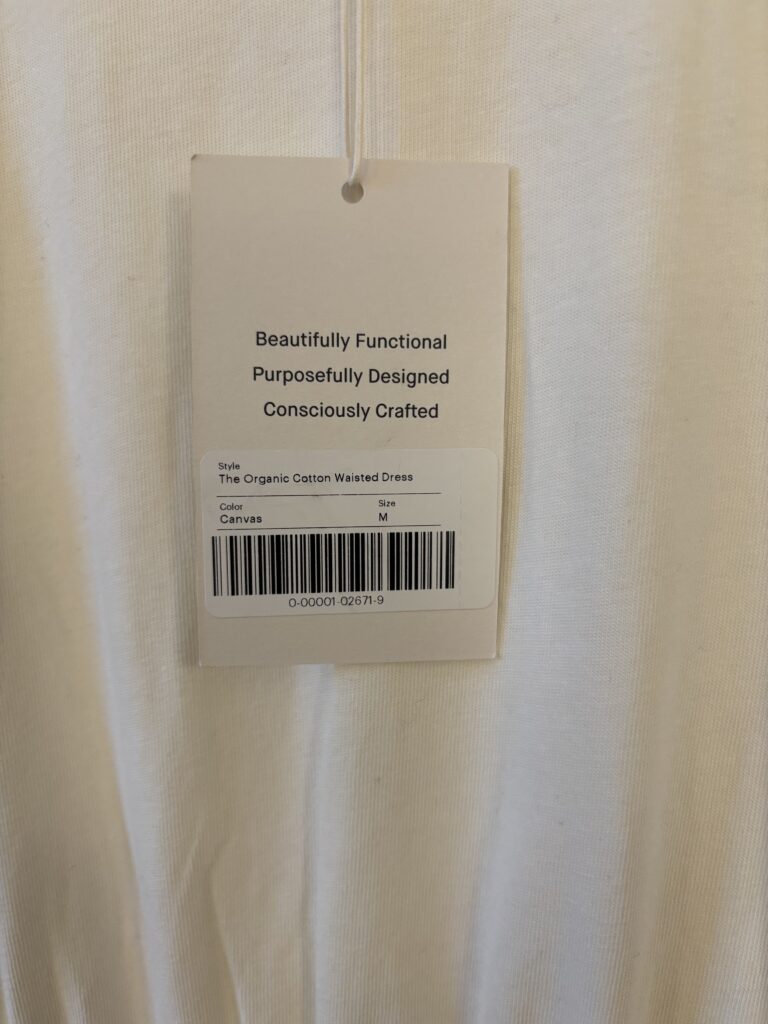 Beautifully Functional
Purposefully Designed
Consciously Crafted
Style
The Organic Cotton Waisted Dress
Color Size
Canvas M
0-00001-02671-9